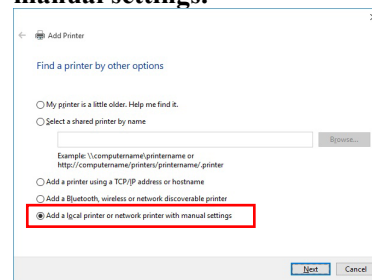 manual settings.
Add Printer
Find a printer by other options
My printer is a little older. Help me find it.
Select a shared printer by name
Browse...
Example: \\computername\printername or
http://computername/printers/printername/.printer
Add a printer using a TCP/IP address or hostname
Add a Bluetooth, wireless or network discoverable printer
Add a local printer or network printer with manual settings
Next Cancel